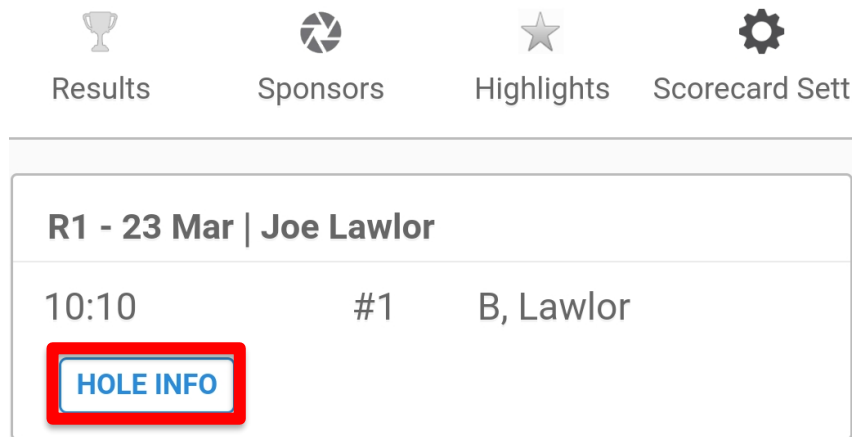 Results Sponsors Highlights Scorecard Sett
R1 - 23 Mar | Joe Lawlor
10:10 #1 B, Lawlor
HOLE INFO